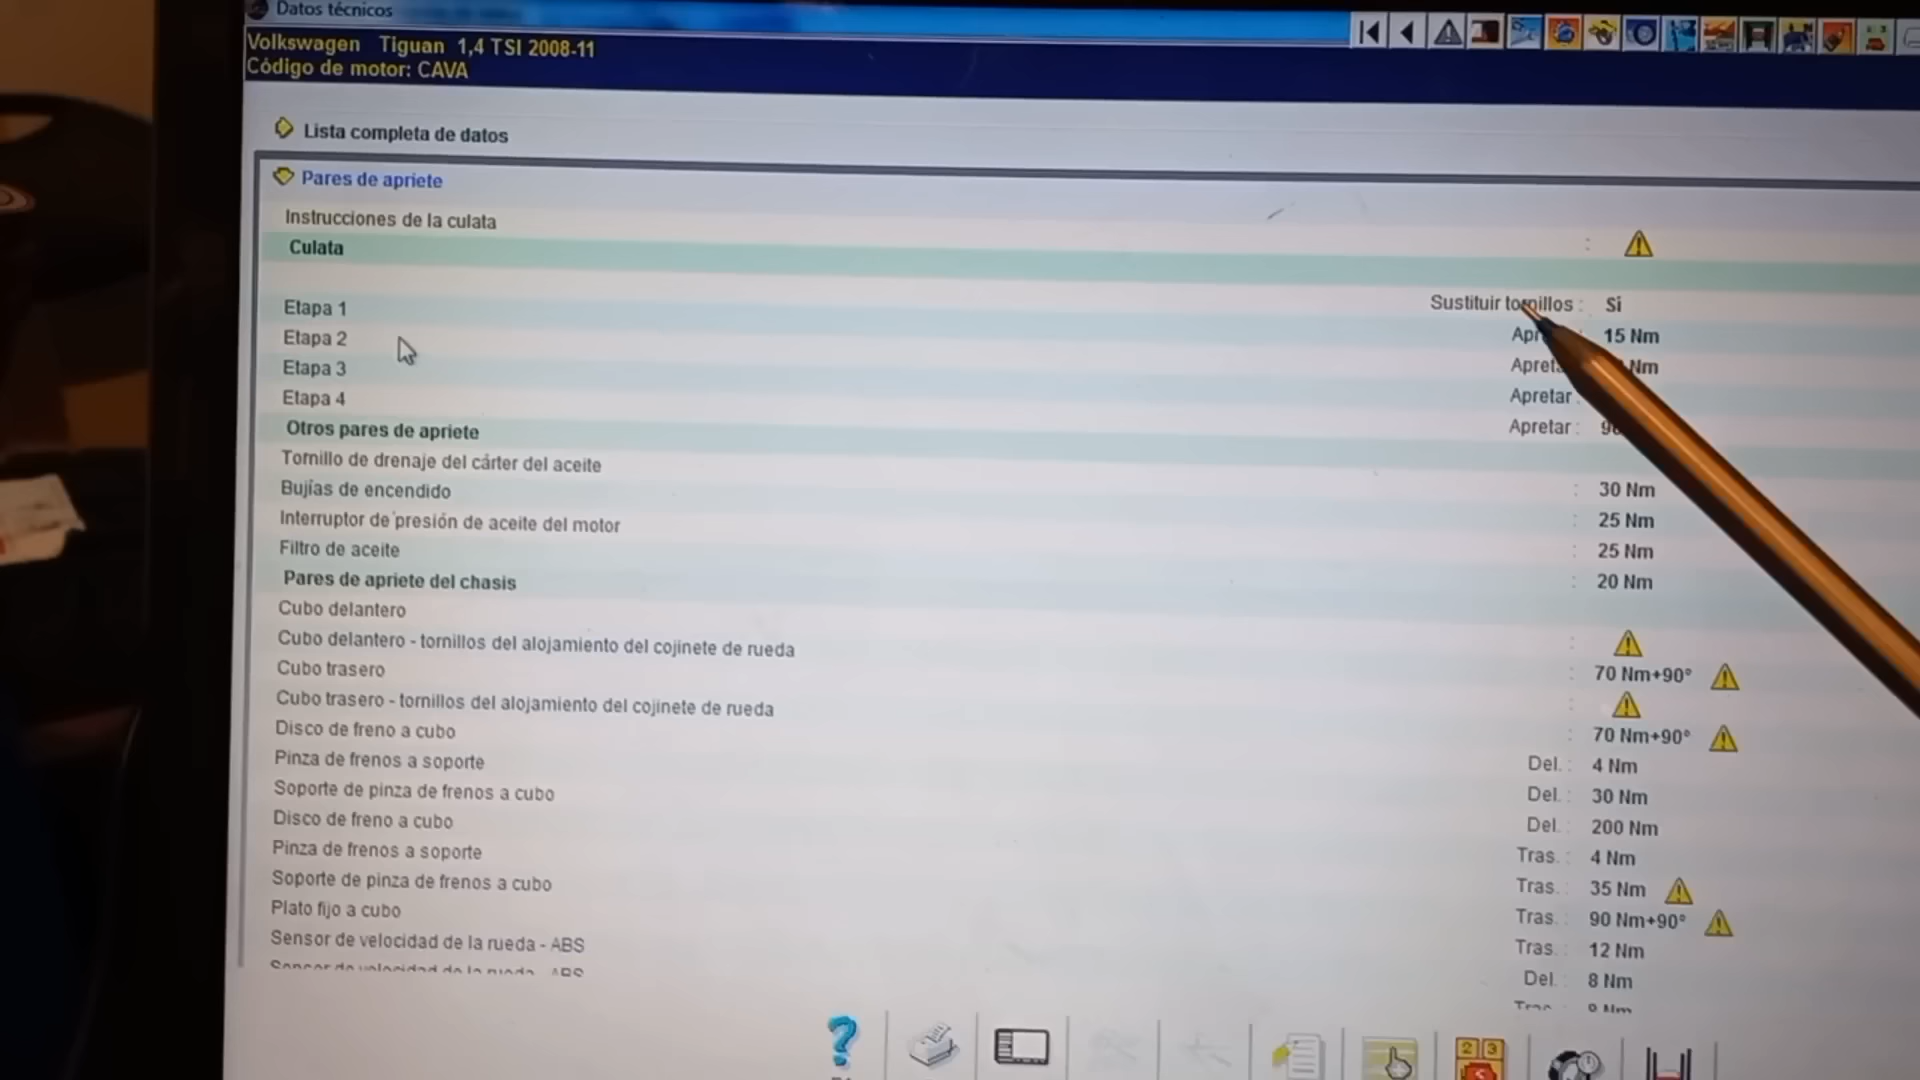 Datos técnicos
Volkswagen Tiguan 1,4 TSI 2008-11
Código de motor: CAVA
Lista completa de datos
Pares de apriete
Instrucciones de la culata :
Culata
Sustituir tornillos : Sí
Etapa 1 15 Nm
Etapa 2 Nm
Etapa 3 Apretar :
Etapa 4 Apretar :
Otros pares de apriete
Tornillo de drenaje del cárter del aceite : 30 Nm
Bujías de encendido : 25 Nm
Interruptor de presión de aceite del motor : 25 Nm
Filtro de aceite : 20 Nm
Pares de apriete del chasis
Cubo delantero :
Cubo delantero - tornillos del alojamiento del cojinete de rueda : 70 Nm+90°
Cubo trasero :
Cubo trasero - tornillos del alojamiento del cojinete de rueda : 70 Nm+90°
Disco de freno a cubo Del. : 4 Nm
Pinza de frenos a soporte Del. : 30 Nm
Soporte de pinza de frenos a cubo Del. : 200 Nm
Disco de freno a cubo Tras. : 4 Nm
Pinza de frenos a soporte Tras. : 35 Nm
Soporte de pinza de frenos a cubo Tras. : 90 Nm+90°
Plato fijo a cubo Tras. : 12 Nm
Sensor de velocidad de la rueda - ABS Del. : 8 Nm